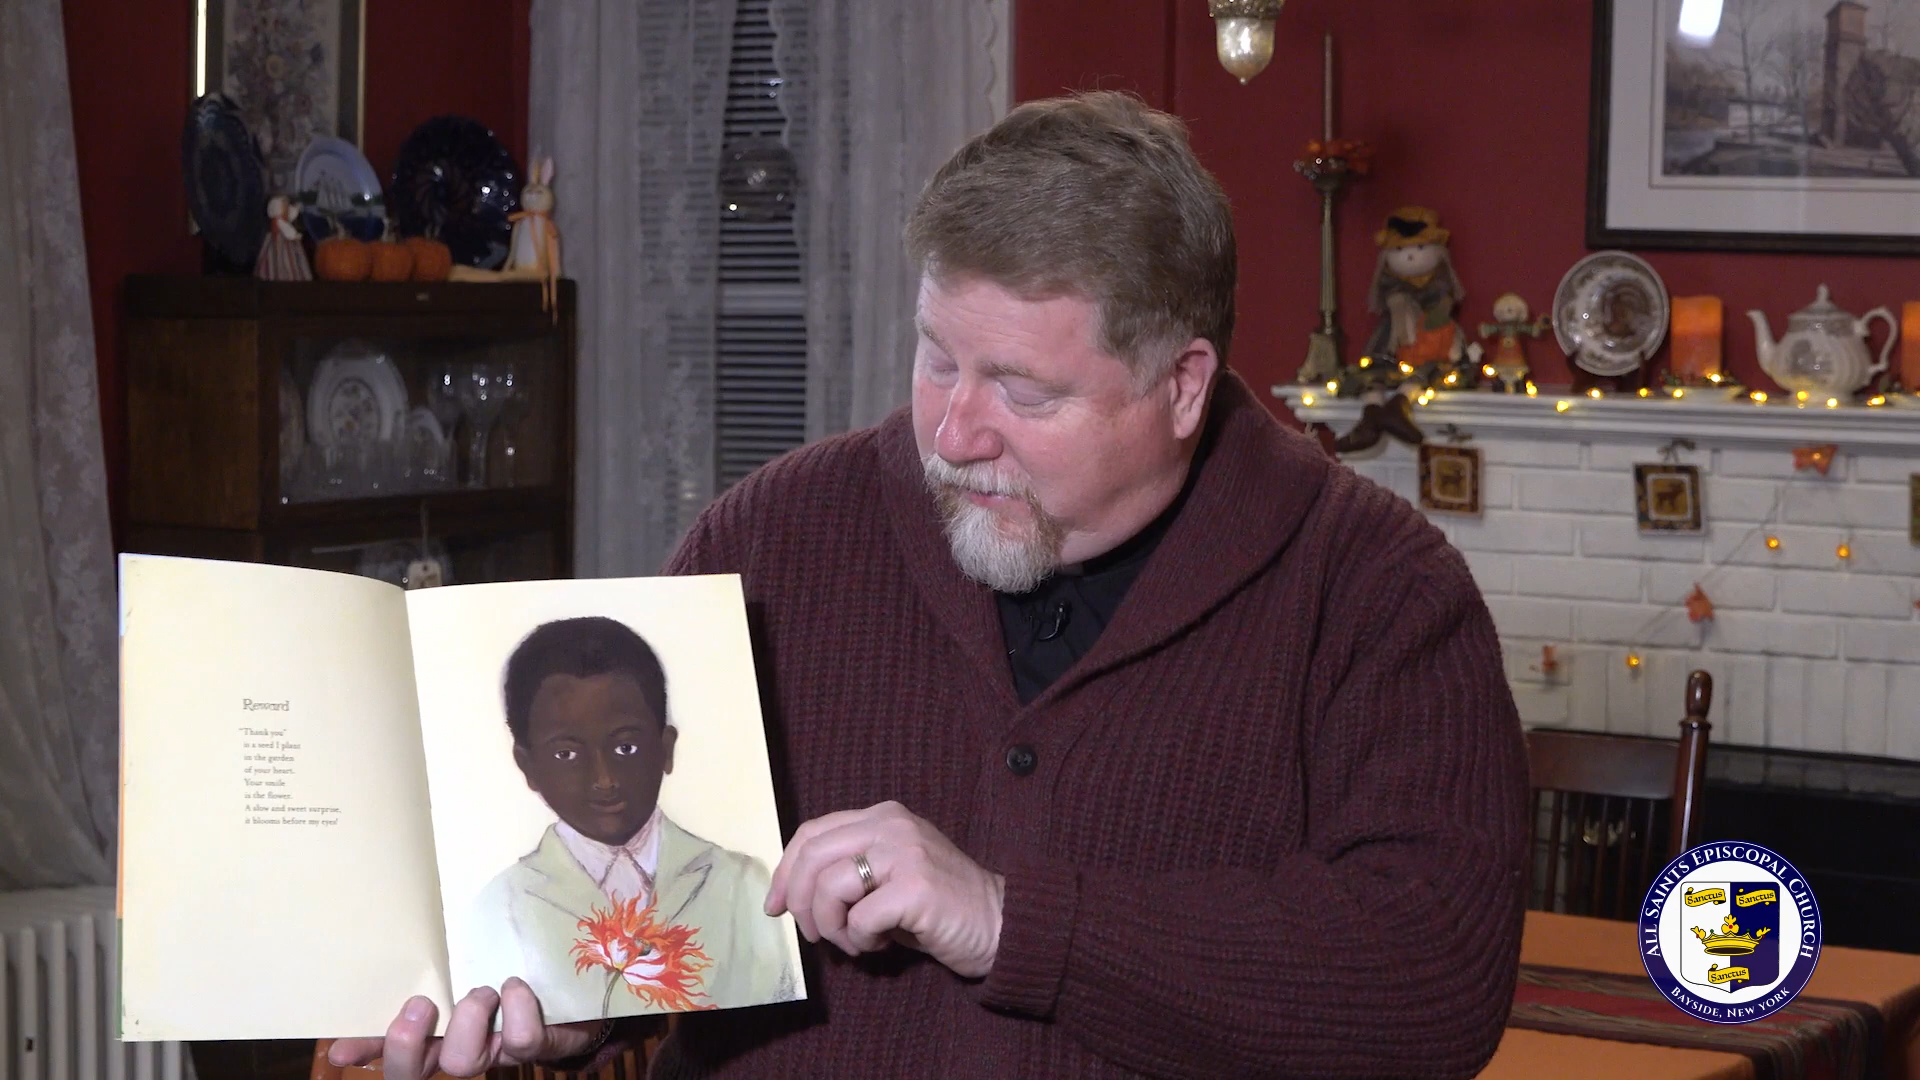 Reward
"Thank you"
is a seed I plant
in the garden
of your heart.
Your smile
is the flower.
A slow and sweet surprise,
it blooms before my eyes!
ALL SAINTS EPISCOPAL CHURCH
Sanctus Sanctus
Sanctus
BAYSIDE, NEW YORK